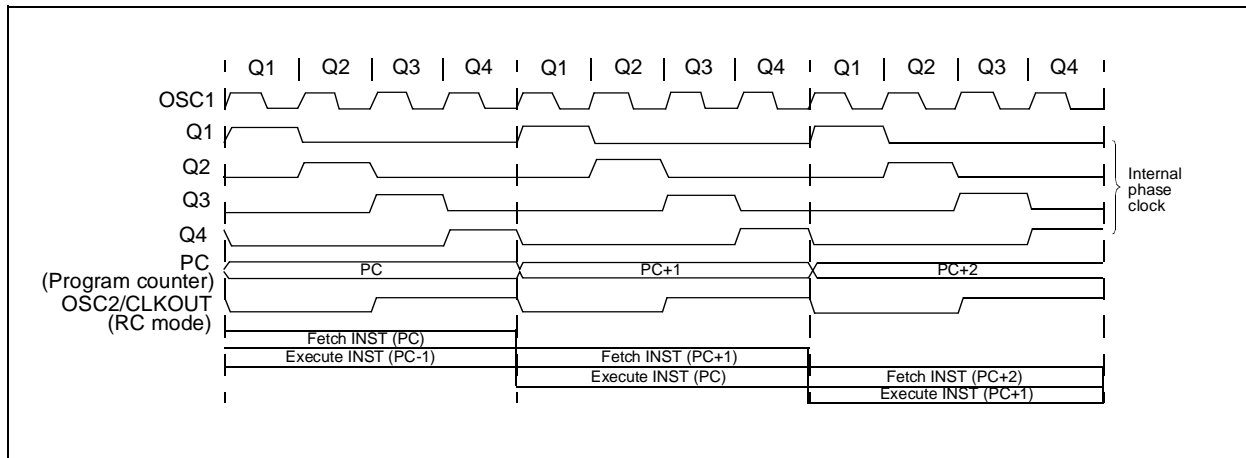 Q1 Q2 Q3 Q4 Q1 Q2 Q3 Q4 Q1 Q2 Q3 Q4
OSC1
Q1
Q2
Q3
Q4
Internal
phase
clock
PC
(Program counter)
PC PC+1 PC+2
OSC2/CLKOUT
(RC mode)
Fetch INST (PC)
Execute INST (PC-1) Fetch INST (PC+1)
Execute INST (PC) Fetch INST (PC+2)
Execute INST (PC+1)